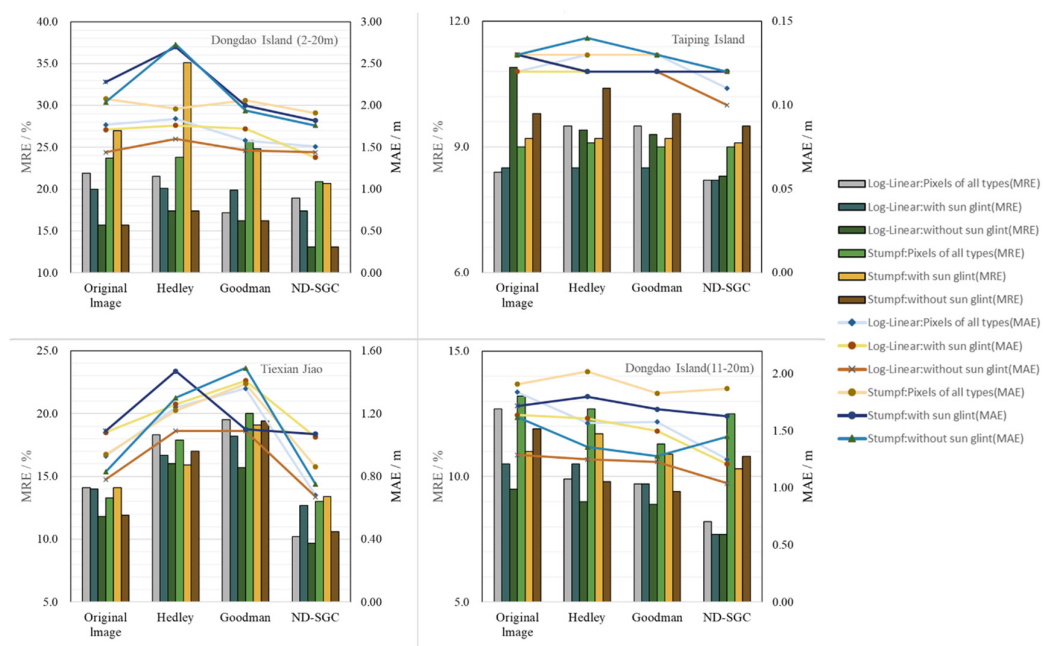 40.0
35.0
30.0
25.0
20.0
15.0
10.0
MRE / %
3.00
2.50
2.00
1.50
1.00
0.50
0.00
MAE / m
Dongdao Island (2-20m)
Original Image
Hedley
Goodman
ND-SGC
12.0
9.0
6.0
MRE / %
0.15
0.10
0.05
0.00
MAE / m
Taiping Island
Original Image
Hedley
Goodman
ND-SGC
25.0
20.0
15.0
10.0
5.0
MRE / %
1.60
1.20
0.80
0.40
0.00
MAE / m
Tiexian Jiao
Original Image
Hedley
Goodman
ND-SGC
15.0
10.0
5.0
MRE / %
2.00
1.50
1.00
0.50
0.00
MAE / m
Dongdao Island(11-20m)
Original Image
Hedley
Goodman
ND-SGC
Log-Linear:Pixels of all types(MRE)
Log-Linear:with sun glint(MRE)
Log-Linear:without sun glint(MRE)
Stumpf:Pixels of all types(MRE)
Stumpf:with sun glint(MRE)
Stumpf:without sun glint(MRE)
Log-Linear:Pixels of all types(MAE)
Log-Linear:with sun glint(MAE)
Log-Linear:without sun glint(MAE)
Stumpf:Pixels of all types(MAE)
Stumpf:with sun glint(MAE)
Stumpf:without sun glint(MAE)